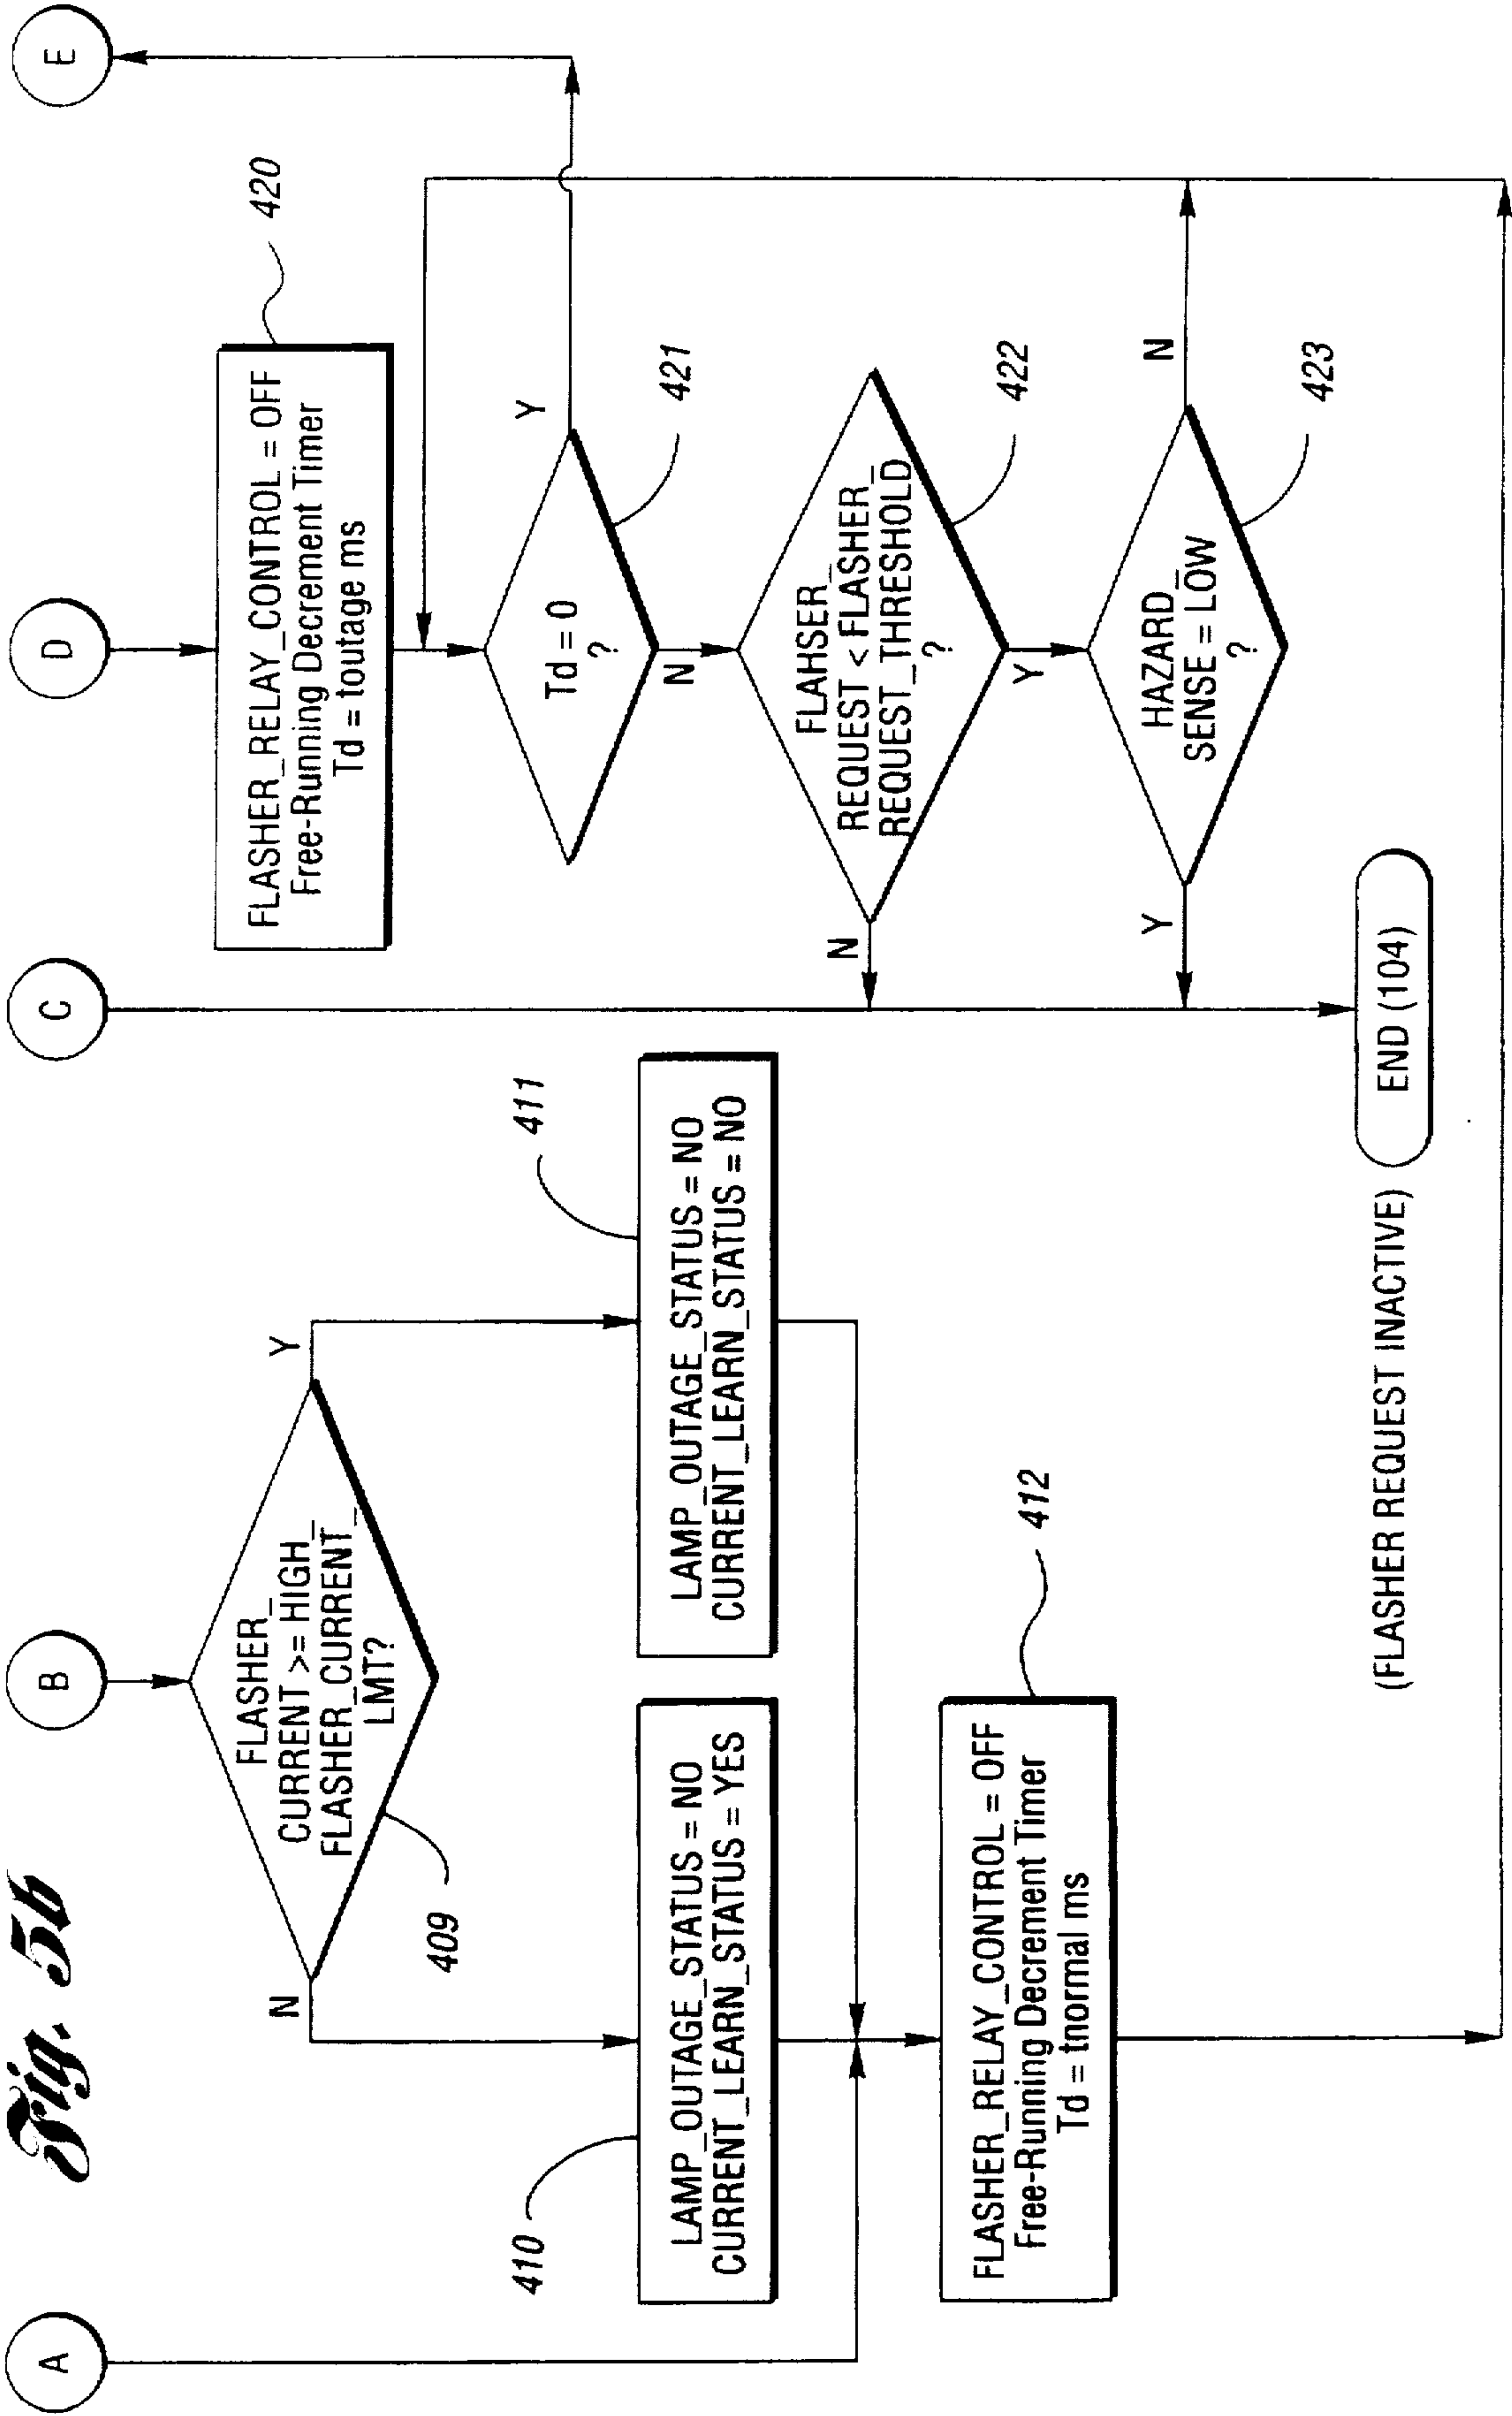 Fig. 5b
A
B
C
D
E
FLASHER_
CURRENT >= HIGH_
FLASHER_CURRENT_
LMT?
409
N
Y
410
LAMP_OUTAGE_STATUS = NO
CURRENT_LEARN_STATUS = YES
411
LAMP_OUTAGE_STATUS = NO
CURRENT_LEARN_STATUS = NO
412
FLASHER_RELAY_CONTROL = OFF
Free-Running Decrement Timer
Td = tnormal ms
FLASHER_RELAY_CONTROL = OFF
Free-Running Decrement Timer
Td = toutage ms
420
Td = 0
?
Y
421
N
FLAHSER_
REQUEST < FLASHER_
REQUEST_THRESHOLD
?
N
422
Y
HAZARD_
SENSE = LOW
?
Y
N
423
(FLASHER REQUEST INACTIVE)
END (104)